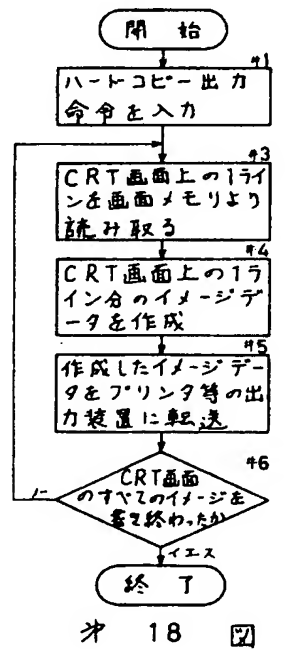 開始
#1
ハードコピー出力
命令を入力
#3
CRT画面上の1ライ
ンを画面メモリより
読み取る
#4
CRT画面上の1ラ
イン分のイメージデ
ータを作成
#5
作成したイメージデー
タをプリンタ等の出
力装置に転送
#6
CRT画面
のすべてのイメージを
書き終わったか
ノー
イエス
終了
第18図